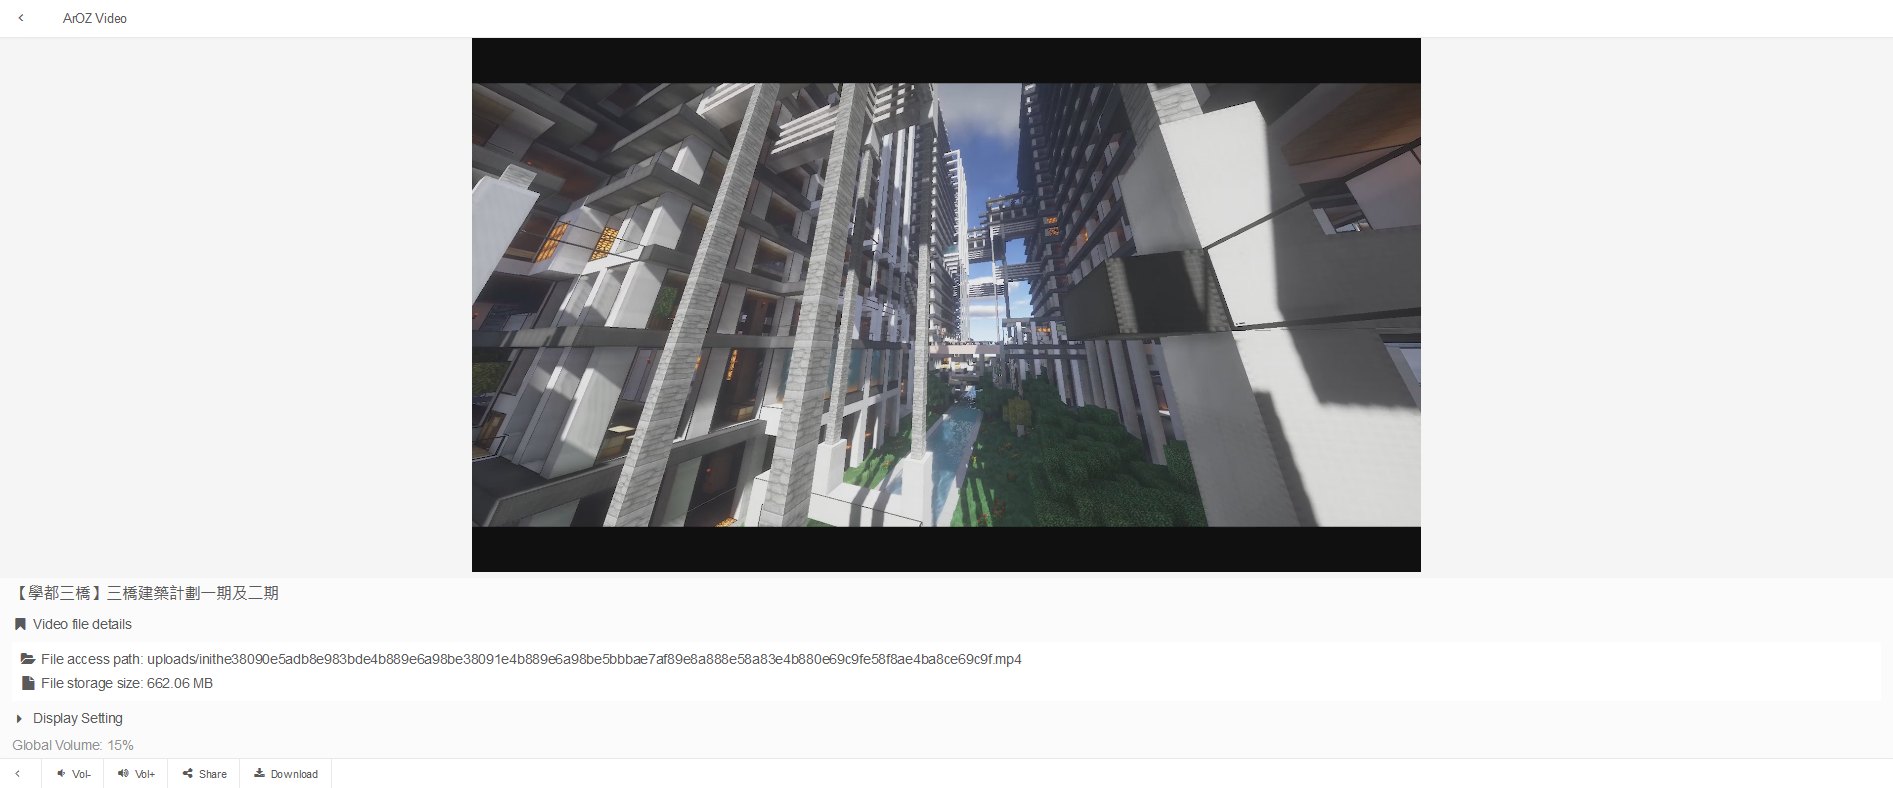 ArOZ Video
【學都三橋】三橋建築計劃一期及二期
Video file details
File access path: uploads/inithe38090e5adb8e983bde4b889e6a98be38091e4b889e6a98be5bbbae7af89e8a888e58a83e4b880e69c9fe58f8ae4ba8ce69c9f.mp4
File storage size: 662.06 MB
Display Setting
Global Volume: 15%
Vol-
Vol+
Share
Download